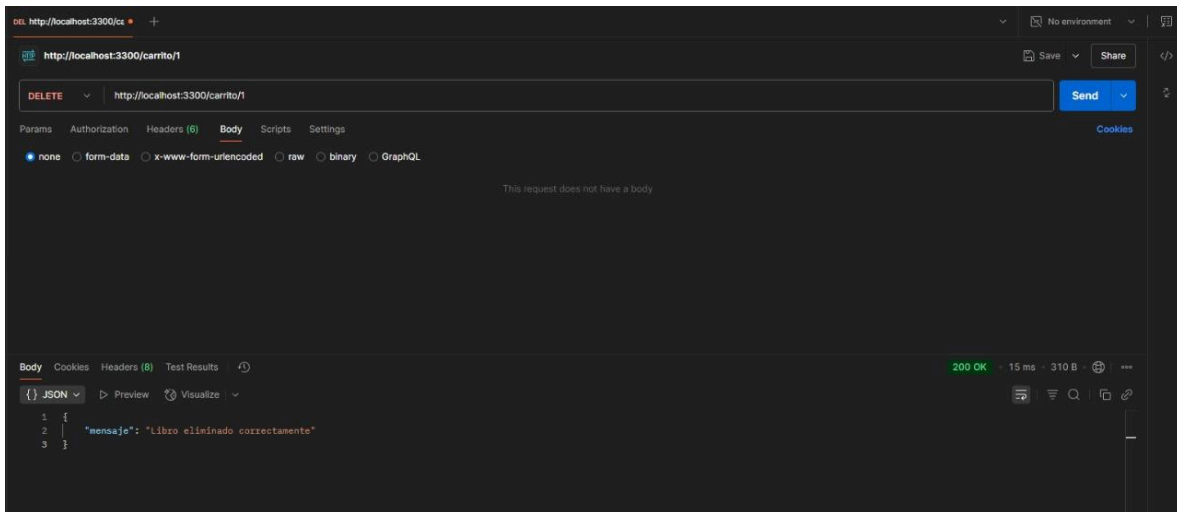 DEL http://localhost:3300/ca
No environment
HTTP http://localhost:3300/carrito/1
Save Share
DELETE http://localhost:3300/carrito/1 Send
Params Authorization Headers (6) Body Scripts Settings Cookies
none form-data x-www-form-urlencoded raw binary GraphQL
This request does not have a body
Body Cookies Headers (8) Test Results 200 OK 15 ms 310 B
{} JSON Preview Visualize
1 {
2 "mensaje": "Libro eliminado correctamente"
3 }